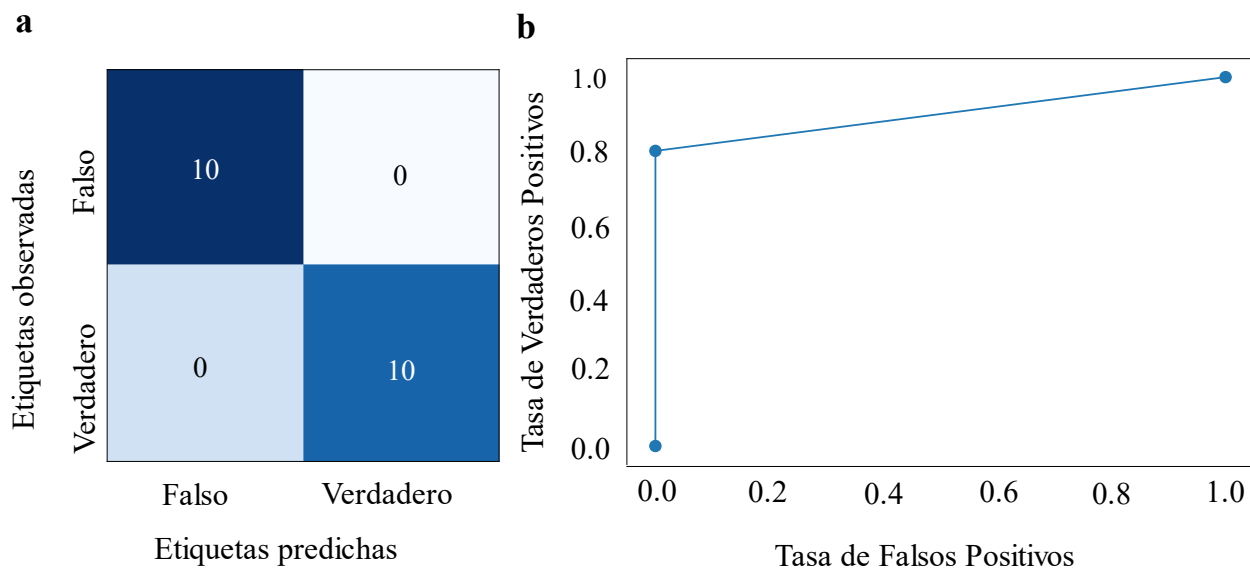 a
Etiquetas observadas
Falso
Verdadero
10
0
0
10
Falso
Verdadero
Etiquetas predichas
b
Tasa de Verdaderos Positivos
1.0
0.8
0.6
0.4
0.2
0.0
0.0
0.2
0.4
0.6
0.8
1.0
Tasa de Falsos Positivos